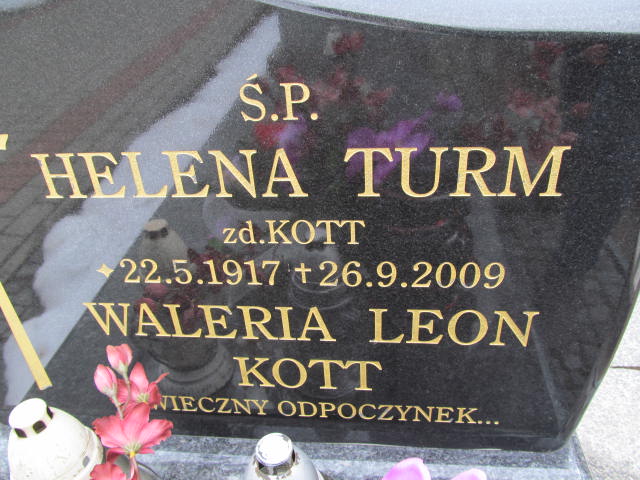 Ś.P.
HELENA TURM
zd.KOTT
✦22.5.1917 ✝26.9.2009
WALERIA LEON
KOTT
WIECZNY ODPOCZYNEK...